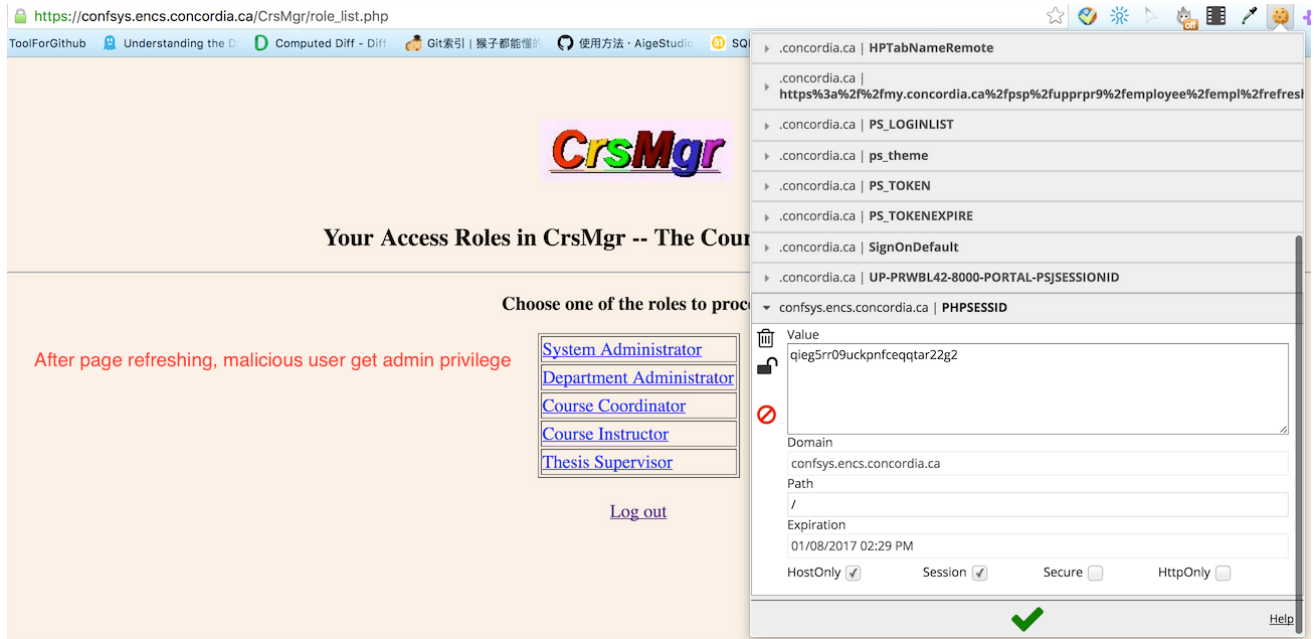 https://confsys.encs.concordia.ca/CrsMgr/role_list.php
Off
ToolForGithub Understanding the D Computed Diff - Diff Git索引 | 猴子都能懂的 使用方法 · AigeStudio SQ
CrsMgr
Your Access Roles in CrsMgr -- The Cour
Choose one of the roles to proce
After page refreshing, malicious user get admin privilege
System Administrator
Department Administrator
Course Coordinator
Course Instructor
Thesis Supervisor
Log out
.concordia.ca | HPTabNameRemote
.concordia.ca |
https%3a%2f%2fmy.concordia.ca%2fpsp%2fupprpr9%2femployee%2fempl%2frefresh
.concordia.ca | PS_LOGINLIST
.concordia.ca | ps_theme
.concordia.ca | PS_TOKEN
.concordia.ca | PS_TOKENEXPIRE
.concordia.ca | SignOnDefault
.concordia.ca | UP-PRWBL42-8000-PORTAL-PSJSESSIONID
confsys.encs.concordia.ca | PHPSESSID
Value
qieg5rr09uckpnfceqqtar22g2
Domain
confsys.encs.concordia.ca
Path
/
Expiration
01/08/2017 02:29 PM
HostOnly Session Secure HttpOnly
Help